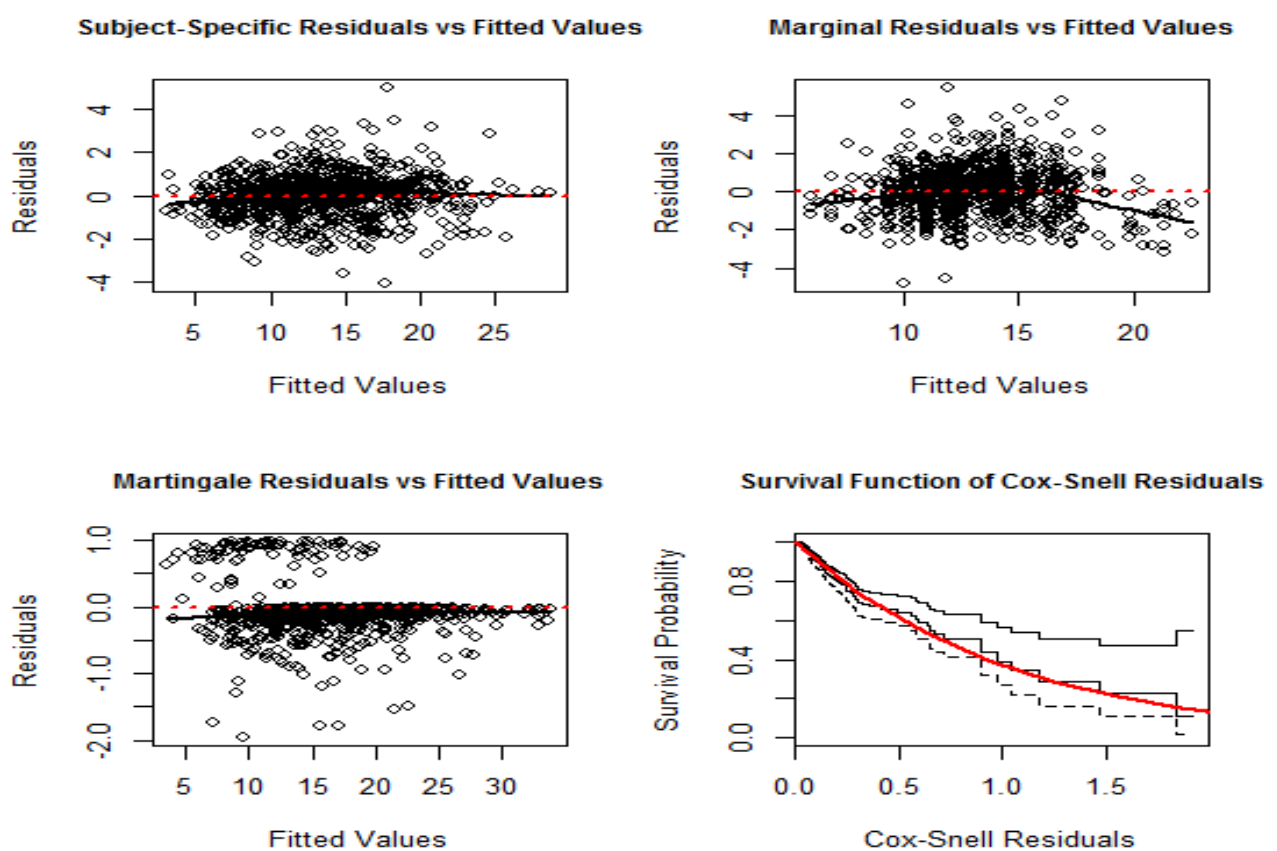 Subject-Specific Residuals vs Fitted Values
Residuals
4
2
0
-2
-4
5 10 15 20 25
Fitted Values
Marginal Residuals vs Fitted Values
Residuals
4
2
0
-2
-4
10 15 20
Fitted Values
Martingale Residuals vs Fitted Values
Residuals
1.0
0.0
-1.0
-2.0
5 10 15 20 25 30
Fitted Values
Survival Function of Cox-Snell Residuals
Survival Probability
0.8
0.4
0.0
0.0 0.5 1.0 1.5
Cox-Snell Residuals